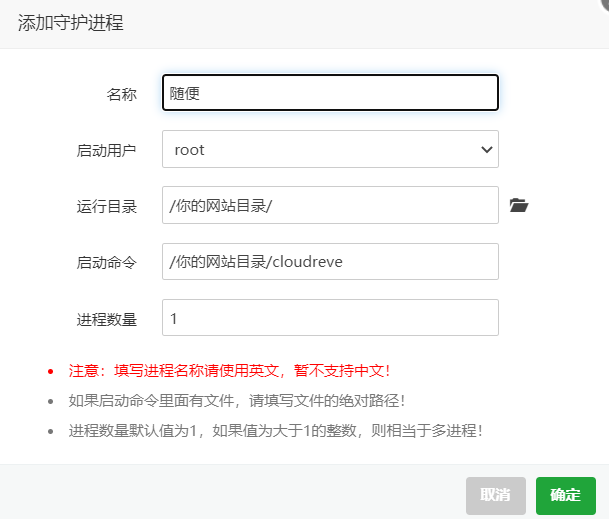 添加守护进程
名称 随便
启动用户 root
运行目录 /你的网站目录/
启动命令 /你的网站目录/cloudreve
进程数量 1
注意：填写进程名称请使用英文，暂不支持中文！
如果启动命令里面有文件，请填写文件的绝对路径！
进程数量默认值为1，如果值为大于1的整数，则相当于多进程！
取消 确定